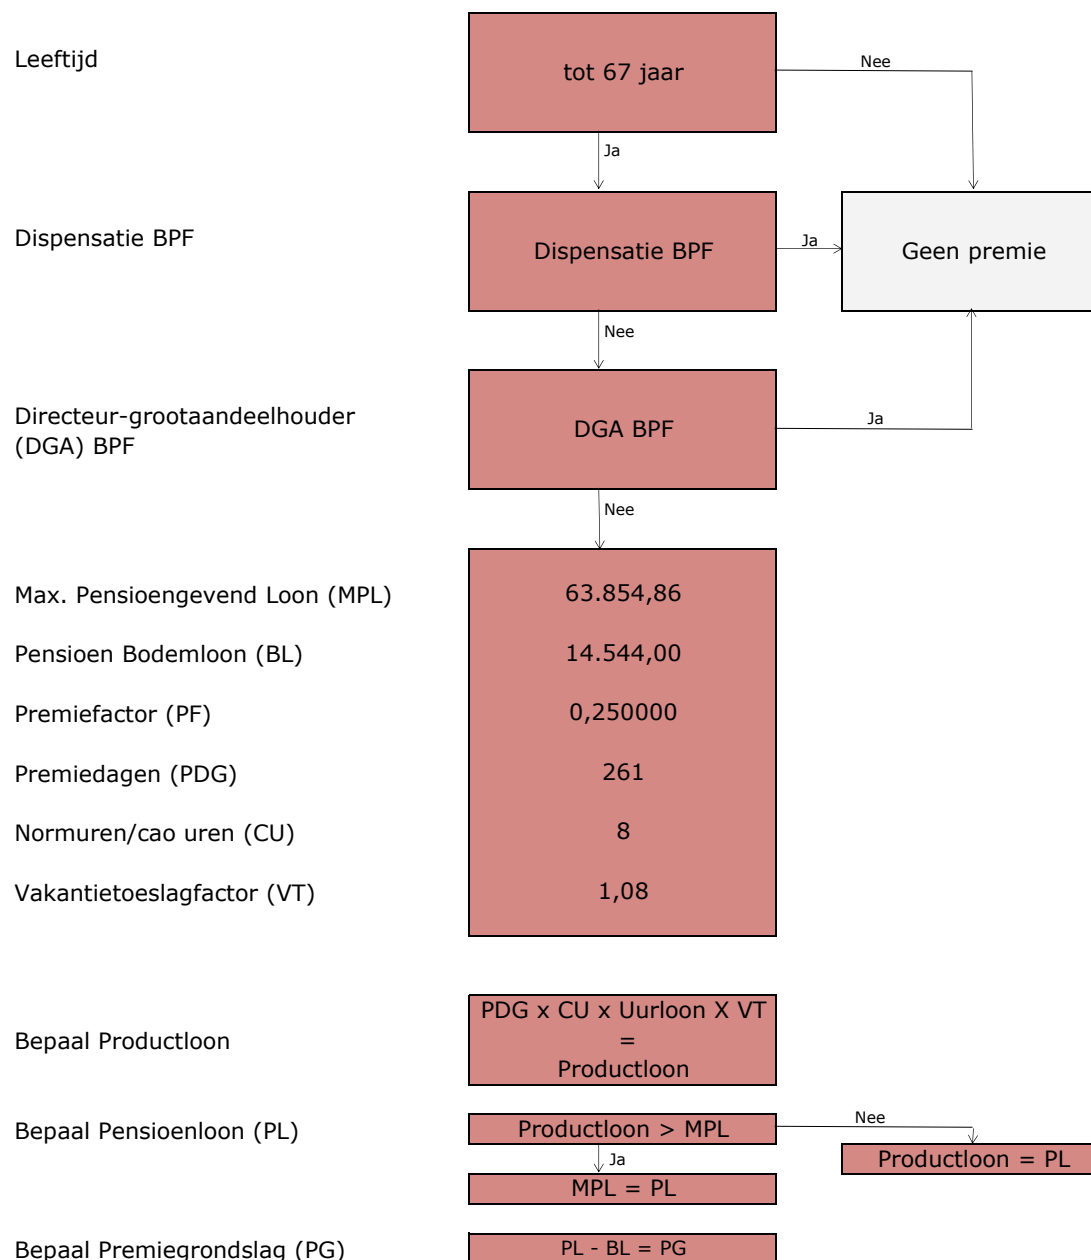 Leeftijd
tot 67 jaar
Nee
Ja
Dispensatie BPF
Dispensatie BPF
Ja
Geen premie
Nee
Directeur-grootaandeelhouder
(DGA) BPF
DGA BPF
Ja
Nee
Max. Pensioengevend Loon (MPL)
63.854,86
Pensioen Bodemloon (BL)
14.544,00
Premiefactor (PF)
0,250000
Premiedagen (PDG)
261
Normuren/cao uren (CU)
8
Vakantietoeslagfactor (VT)
1,08
Bepaal Productloon
PDG x CU x Uurloon X VT
=
Productloon
Bepaal Pensioenloon (PL)
Productloon > MPL
Nee
Productloon = PL
Ja
MPL = PL
Bepaal Premiegrondslag (PG)
PL - BL = PG